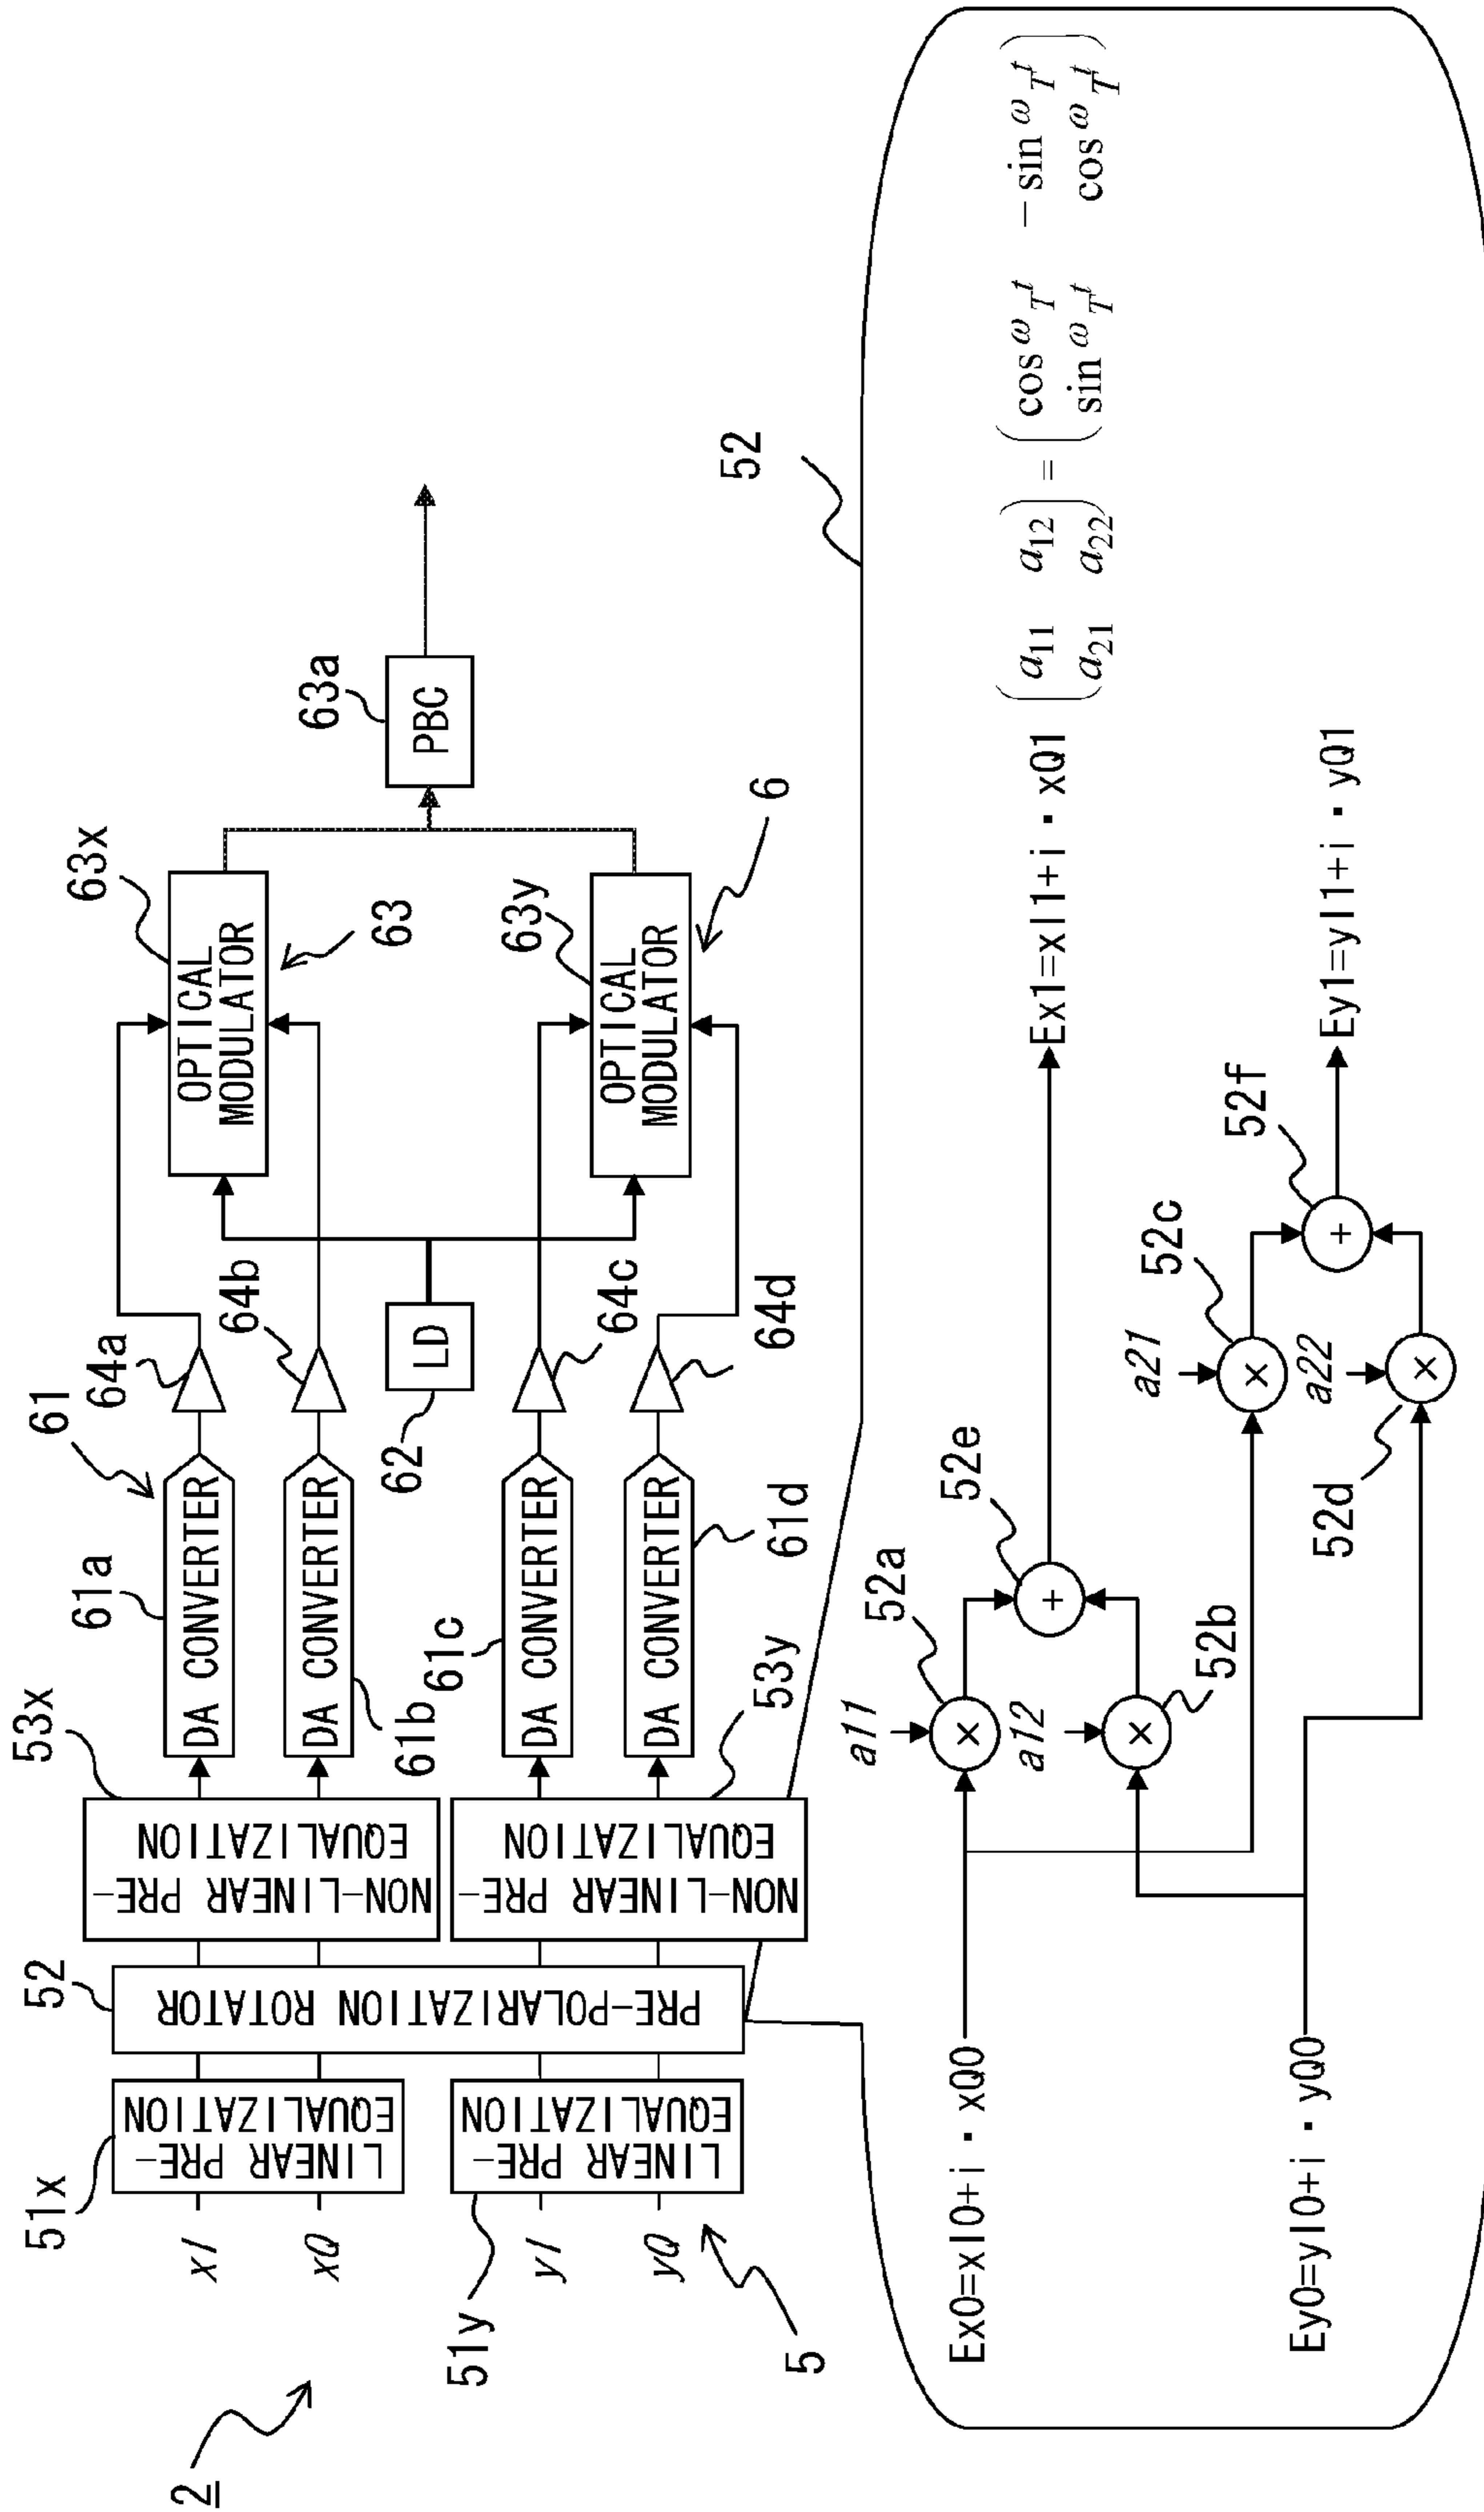 2
5
51x
51y
xI
xQ
yI
yQ
LINEAR PRE-
EQUALIZATION
LINEAR PRE-
EQUALIZATION
52
PRE-POLARIZATION ROTATOR
53x
NON-LINEAR PRE-
EQUALIZATION
NON-LINEAR PRE-
EQUALIZATION
53y
61
61a
DA CONVERTER
DA CONVERTER
61b
61c
DA CONVERTER
DA CONVERTER
61d
64a
64b
62
LD
64c
64d
63x
OPTICAL
MODULATOR
63
63y
OPTICAL
MODULATOR
6
63a
PBC
52
Ex0=xI0+i · xQ0
Ey0=yI0+i · yQ0
a11
×
52a
a12
×
52b
+
52e
a21
×
52c
a22
×
52d
+
52f
Ex1=xI1+i · xQ1
Ey1=yI1+i · yQ1
( a11 a12 ) = ( cos ωT t − sin ωT t )
( a21 a22 ) ( sin ωT t cos ωT t )